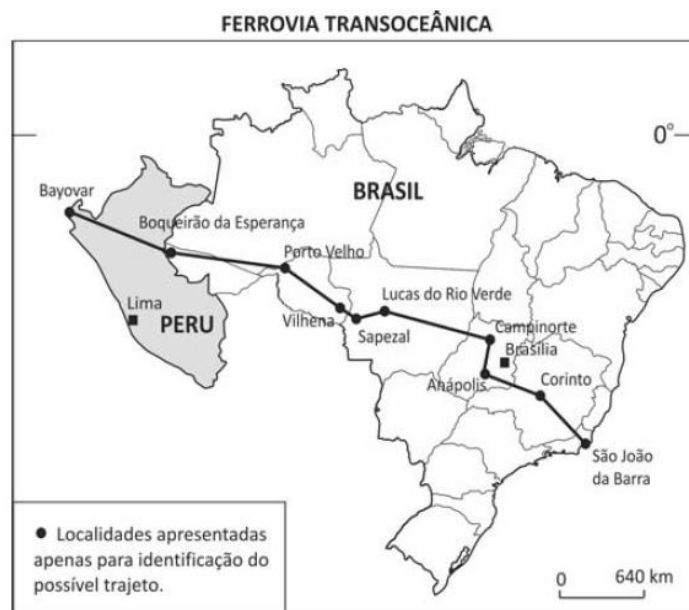 FERROVIA TRANSOCEÂNICA
0°
Bayovar
BRASIL
Boqueirão da Esperança
Porto Velho
Lima
PERU
Vilhena
Lucas do Rio Verde
Sapezal
Campinorte
Brasília
Anápolis
Corinto
São João
da Barra
● Localidades apresentadas
apenas para identificação do
possível trajeto.
0 640 km